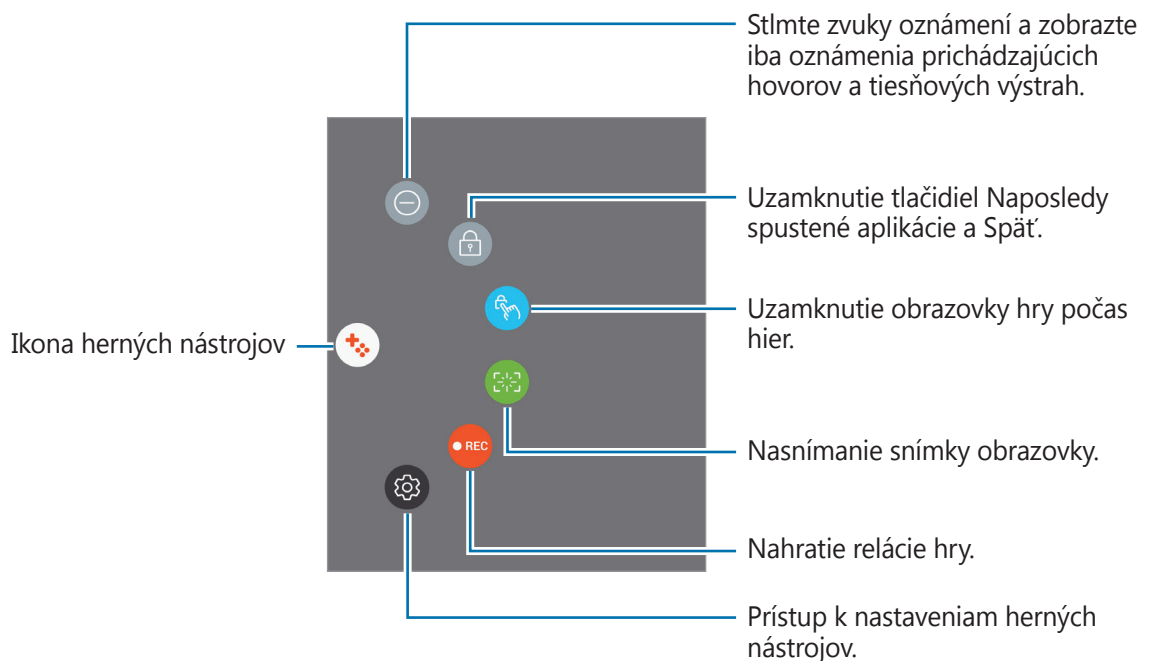 Stlmte zvuky oznámení a zobrazte
iba oznámenia prichádzajúcich
hovorov a tiesňových výstrah.
Uzamknutie tlačidiel Naposledy
spustené aplikácie a Späť.
Uzamknutie obrazovky hry počas
hier.
Ikona herných nástrojov
Nasnímanie snímky obrazovky.
REC
Nahratie relácie hry.
Prístup k nastaveniam herných
nástrojov.